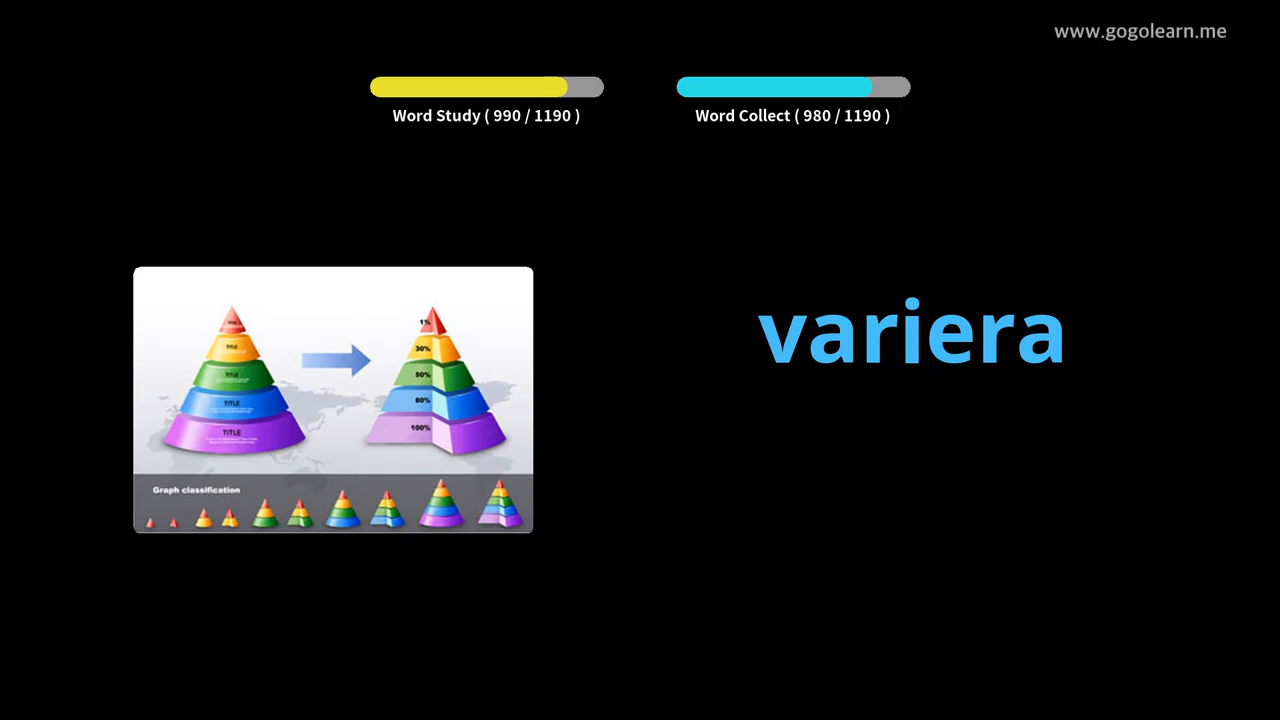 www.gogolearn.me
Word Study ( 990 / 1190 )
Word Collect ( 980 / 1190 )
variera
TITLE
TITLE
TITLE
TITLE
1%
30%
50%
80%
100%
Graph classification